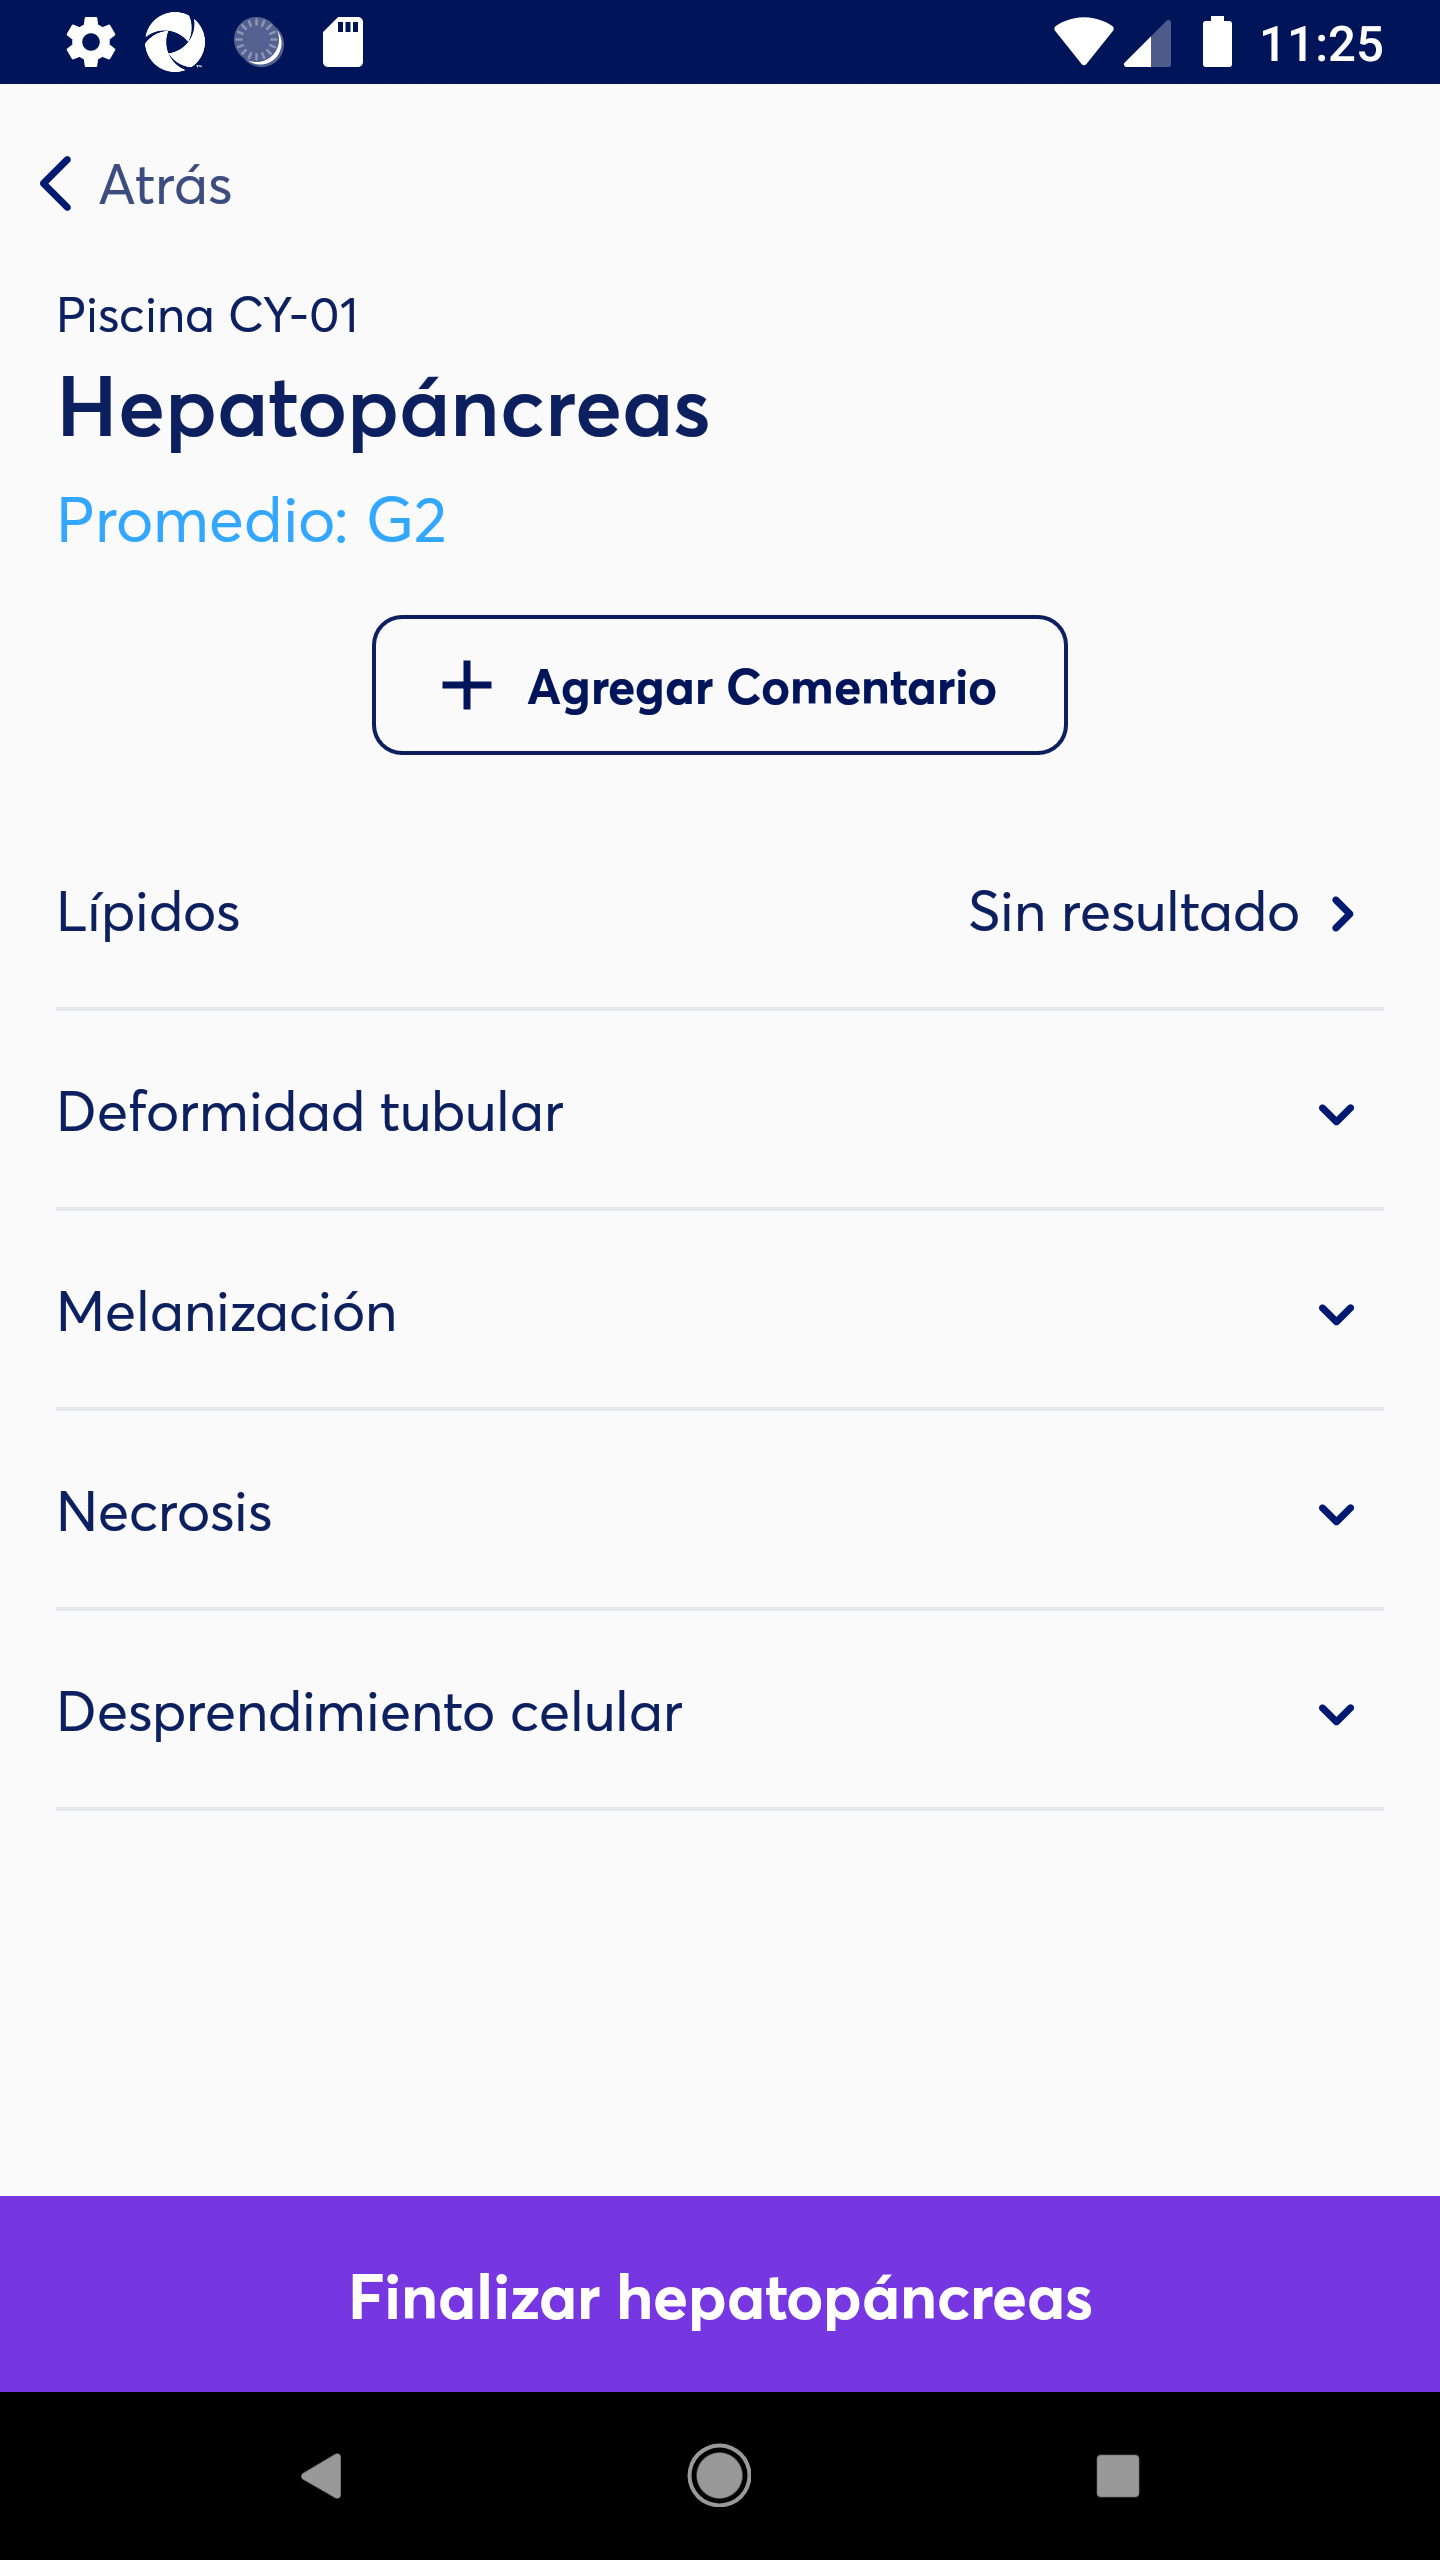 11:25
Atrás
Piscina CY-01
Hepatopáncreas
Promedio: G2
Agregar Comentario
Lípidos Sin resultado
Deformidad tubular
Melanización
Necrosis
Desprendimiento celular
Finalizar hepatopáncreas